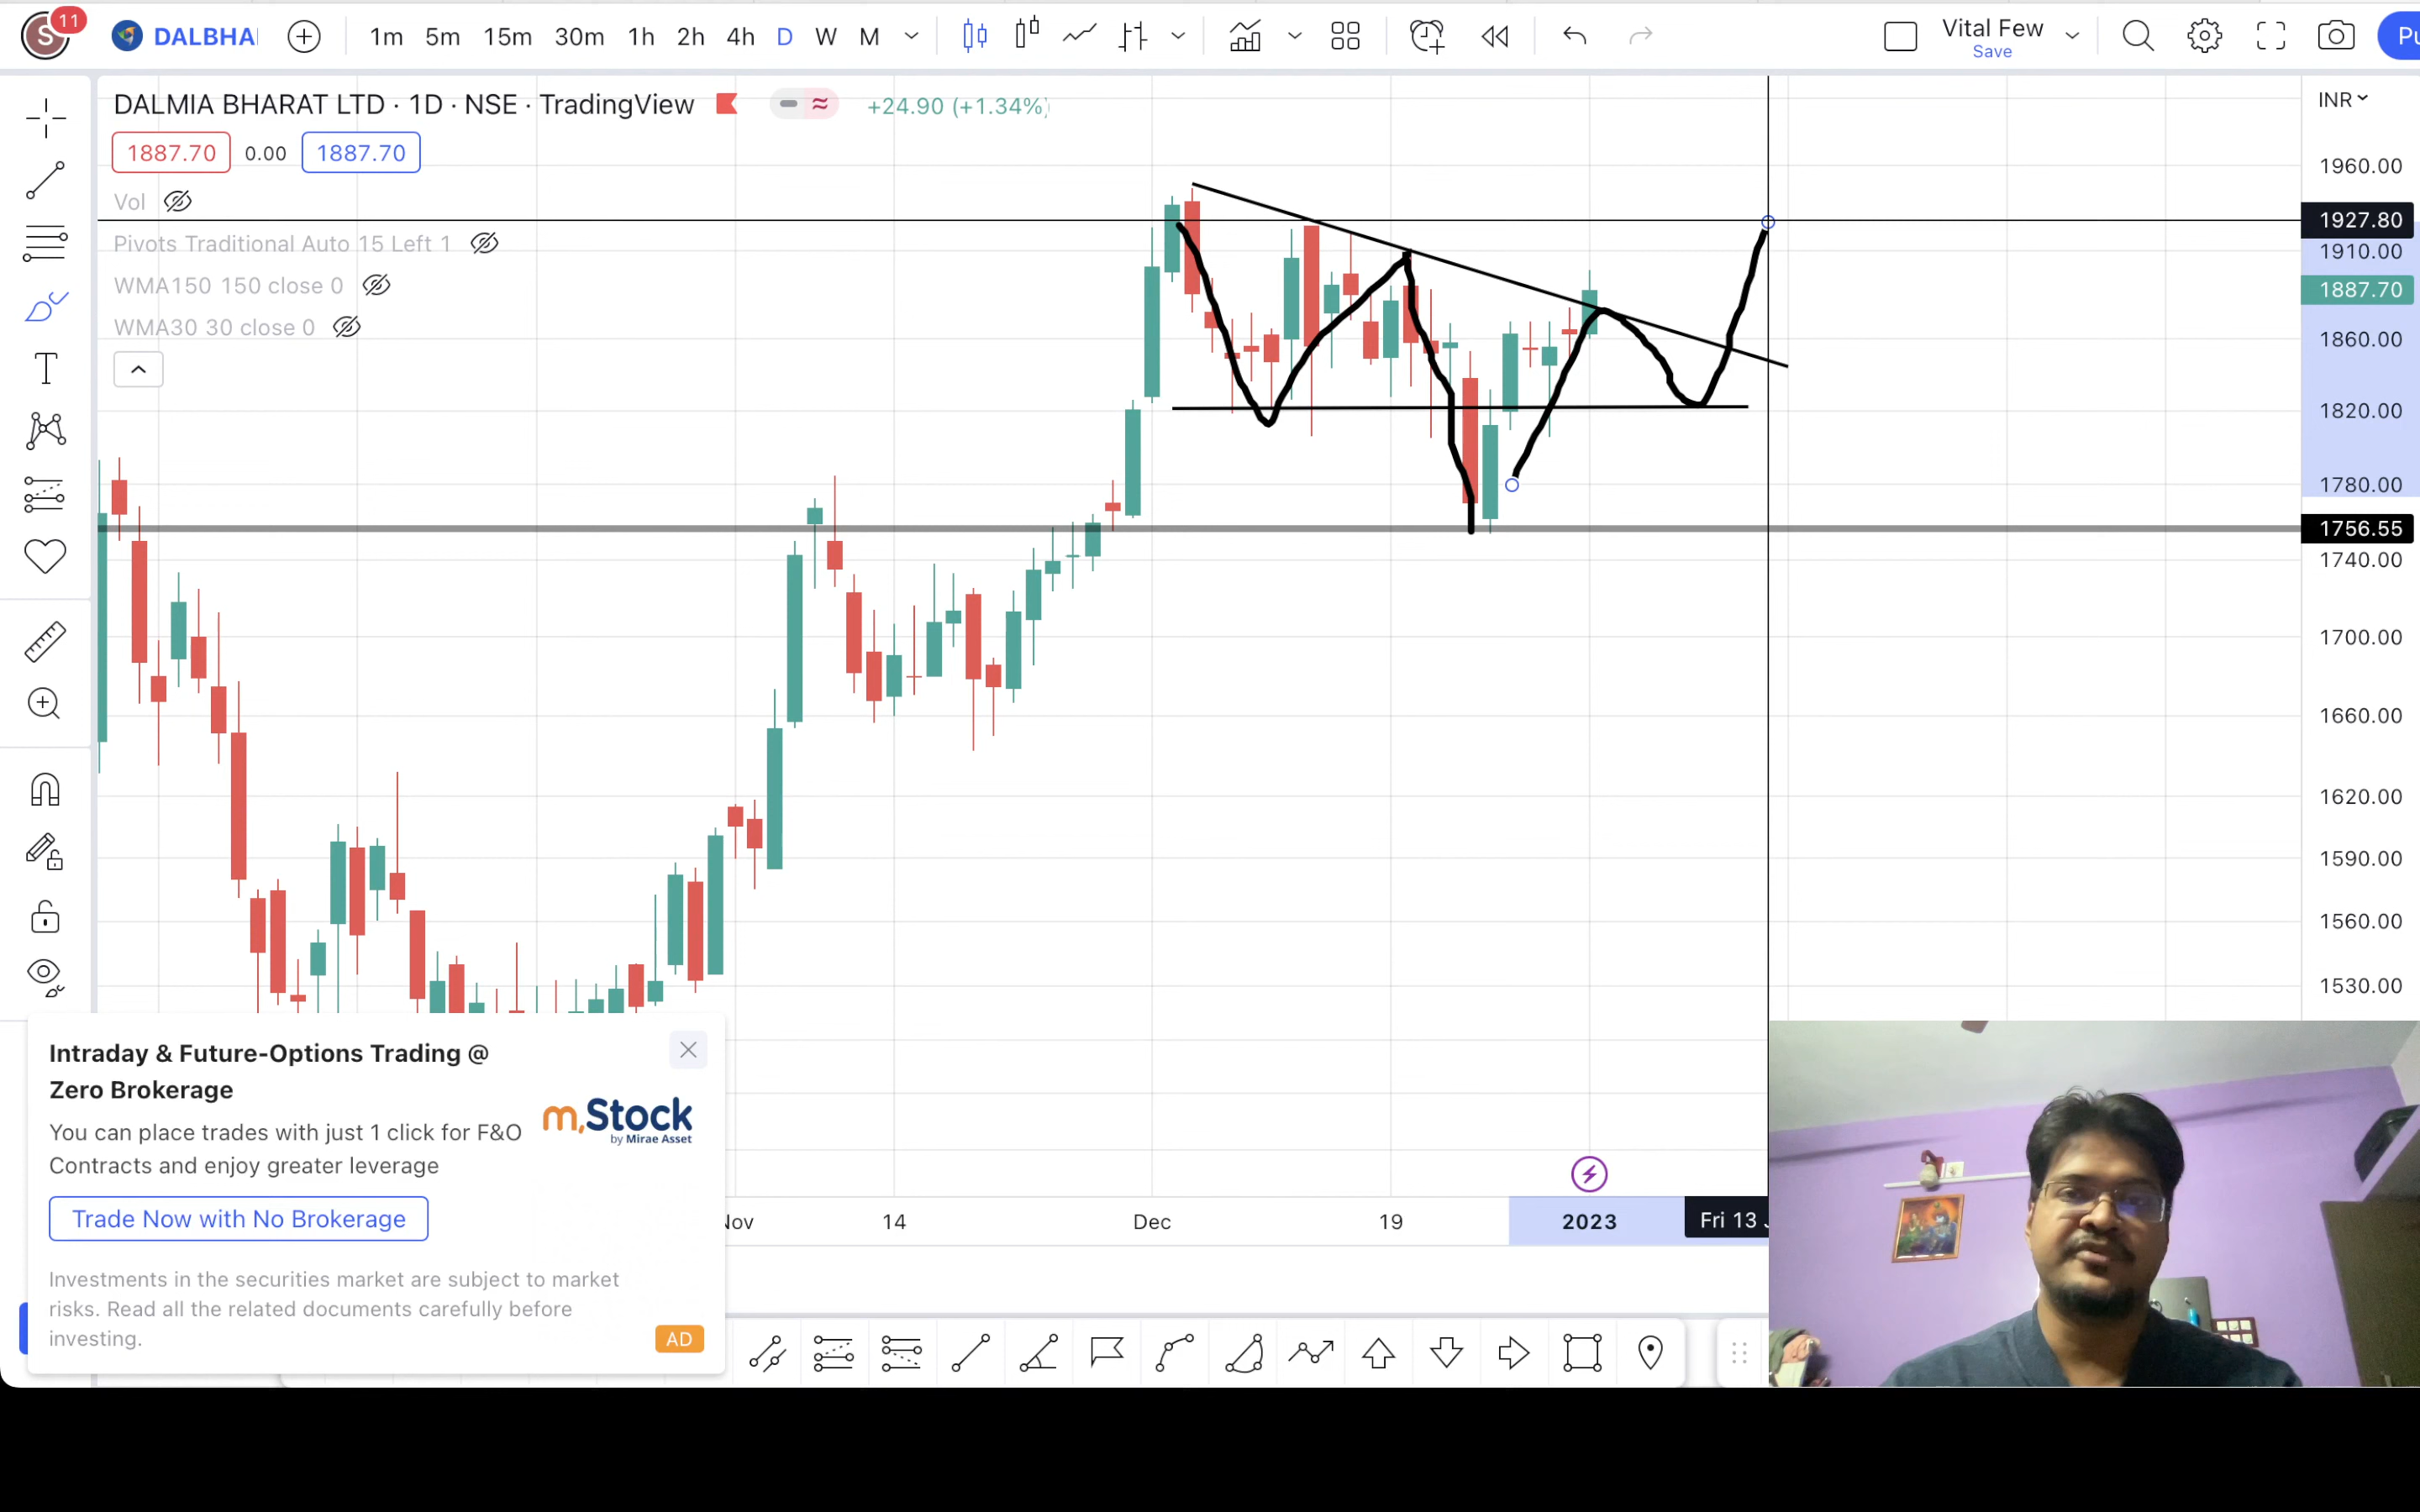 S 11 DALBHA 1m 5m 15m 30m 1h 2h 4h D W M Vital Few
Save
DALMIA BHARAT LTD · 1D · NSE · TradingView +24.90 (+1.34%)
INR
1887.70 0.00 1887.70
Vol
Pivots Traditional Auto 15 Left 1
WMA150 150 close 0
WMA30 30 close 0
T
1960.00
1927.80
1910.00
1887.70
1860.00
1820.00
1780.00
1756.55
1740.00
1700.00
1660.00
1620.00
1590.00
1560.00
1530.00
Intraday & Future-Options Trading @
Zero Brokerage
You can place trades with just 1 click for F&O
Contracts and enjoy greater leverage
m.Stock
by Mirae Asset
Trade Now with No Brokerage
Investments in the securities market are subject to market
risks. Read all the related documents carefully before
investing.
AD
Nov 14 Dec 19 2023 Fri 13